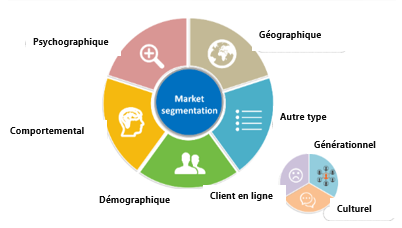 Psychographique
Géographique
Market
segmentation
Comportemental
Autre type
Générationnel
Démographique
Client en ligne
Culturel